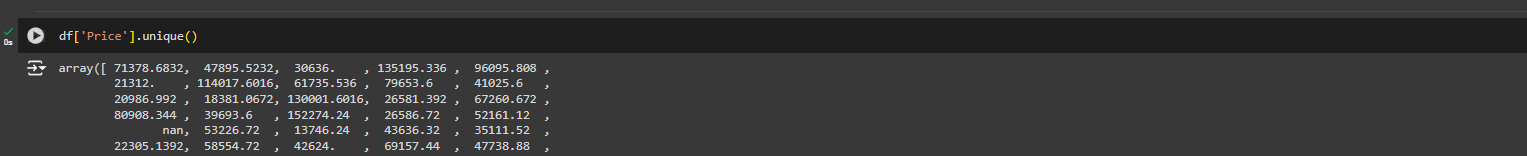 df['Price'].unique()
0s
array([ 71378.6832, 47895.5232, 30636. , 135195.336 , 96095.808 ,
21312. , 114017.6016, 61735.536 , 79653.6 , 41025.6 ,
20986.992 , 18381.0672, 130001.6016, 26581.392 , 67260.672 ,
80908.344 , 39693.6 , 152274.24 , 26586.72 , 52161.12 ,
nan, 53226.72 , 13746.24 , 43636.32 , 35111.52 ,
22305.1392, 58554.72 , 42624. , 69157.44 , 47738.88 ,